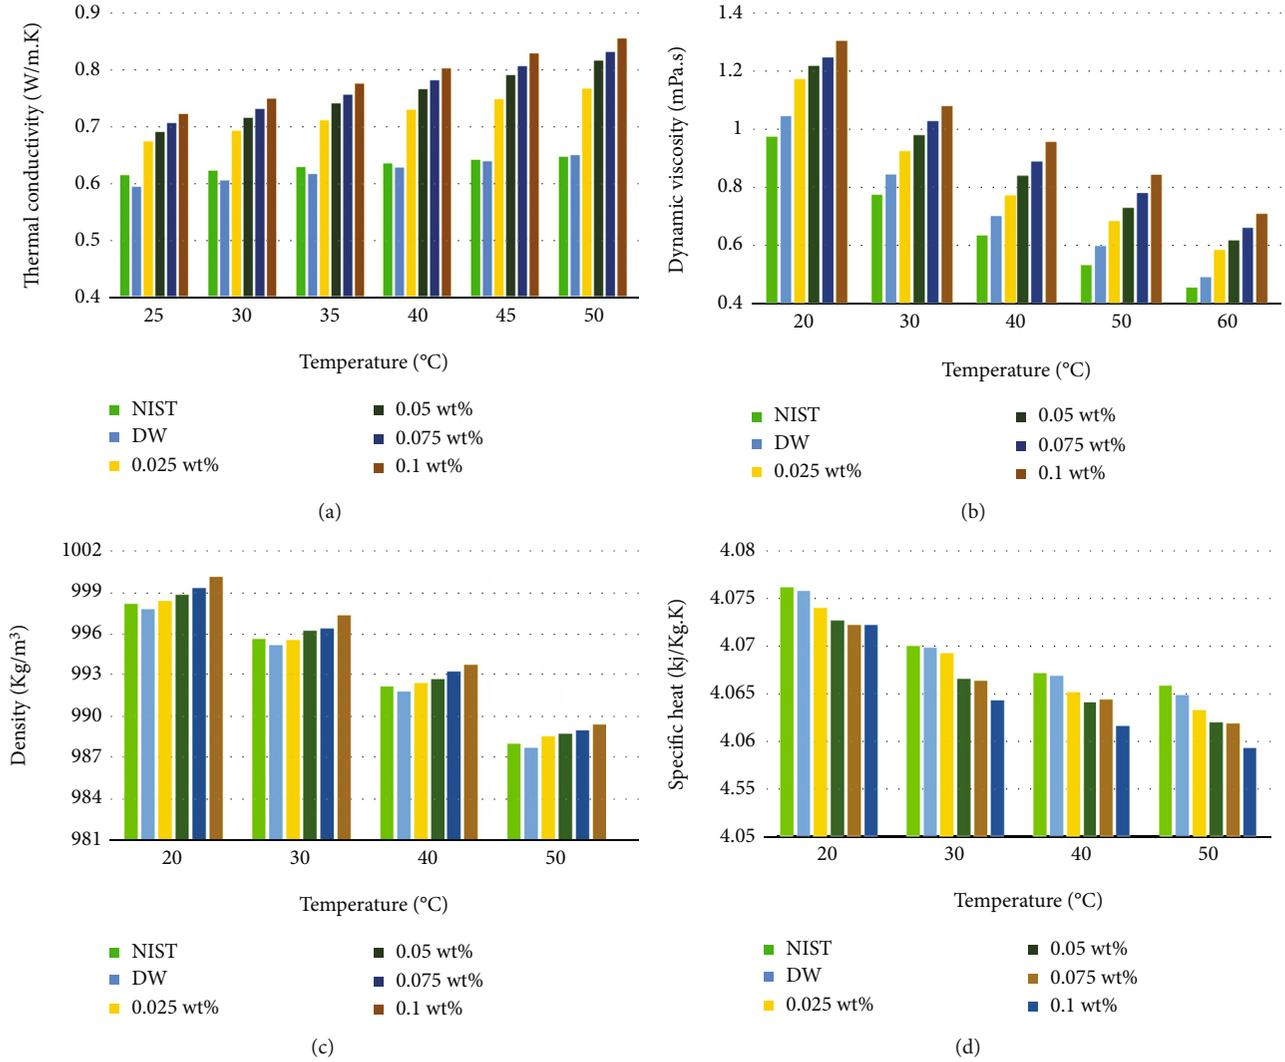 Thermal conductivity (W/m.K)
0.9
0.8
0.7
0.6
0.5
0.4
25 30 35 40 45 50
Temperature (°C)
NIST
DW
0.025 wt%
0.05 wt%
0.075 wt%
0.1 wt%
(a)
Dynamic viscosity (mPa.s)
1.4
1.2
1
0.8
0.6
0.4
20 30 40 50 60
Temperature (°C)
NIST
DW
0.025 wt%
0.05 wt%
0.075 wt%
0.1 wt%
(b)
Density (Kg/m³)
1002
999
996
993
990
987
984
981
20 30 40 50
Temperature (°C)
NIST
DW
0.025 wt%
0.05 wt%
0.075 wt%
0.1 wt%
(c)
Specific heat (kj/Kg.K)
4.08
4.075
4.07
4.065
4.06
4.55
4.05
20 30 40 50
Temperature (°C)
NIST
DW
0.025 wt%
0.05 wt%
0.075 wt%
0.1 wt%
(d)